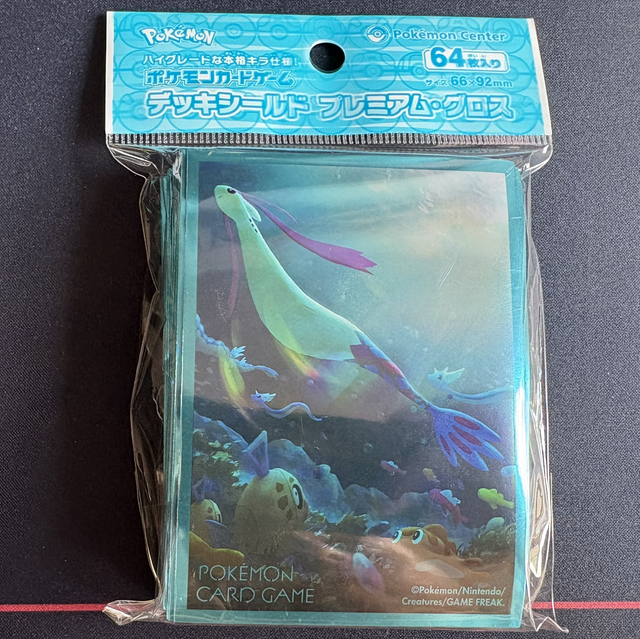 POKÉMON
Pokémon Center
ハイグレードな本格キラ仕様!
64枚入り
ポケモンカードゲーム
サイズ:66×92mm
デッキシールド プレミアム・グロス
POKÉMON
CARD GAME
©Pokémon/Nintendo/
Creatures/GAME FREAK.